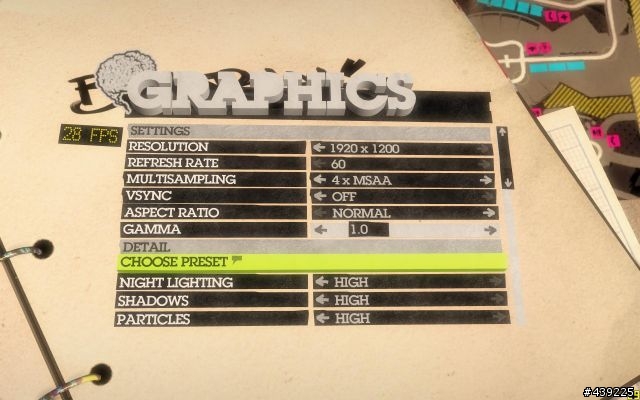 GRAPHICS
28 FPS
SETTINGS
RESOLUTION 1920 x 1200
REFRESH RATE 60
MULTISAMPLING 4 x MSAA
VSYNC OFF
ASPECT RATIO NORMAL
GAMMA 1.0
DETAIL
CHOOSE PRESET
NIGHT LIGHTING HIGH
SHADOWS HIGH
PARTICLES HIGH
#439225